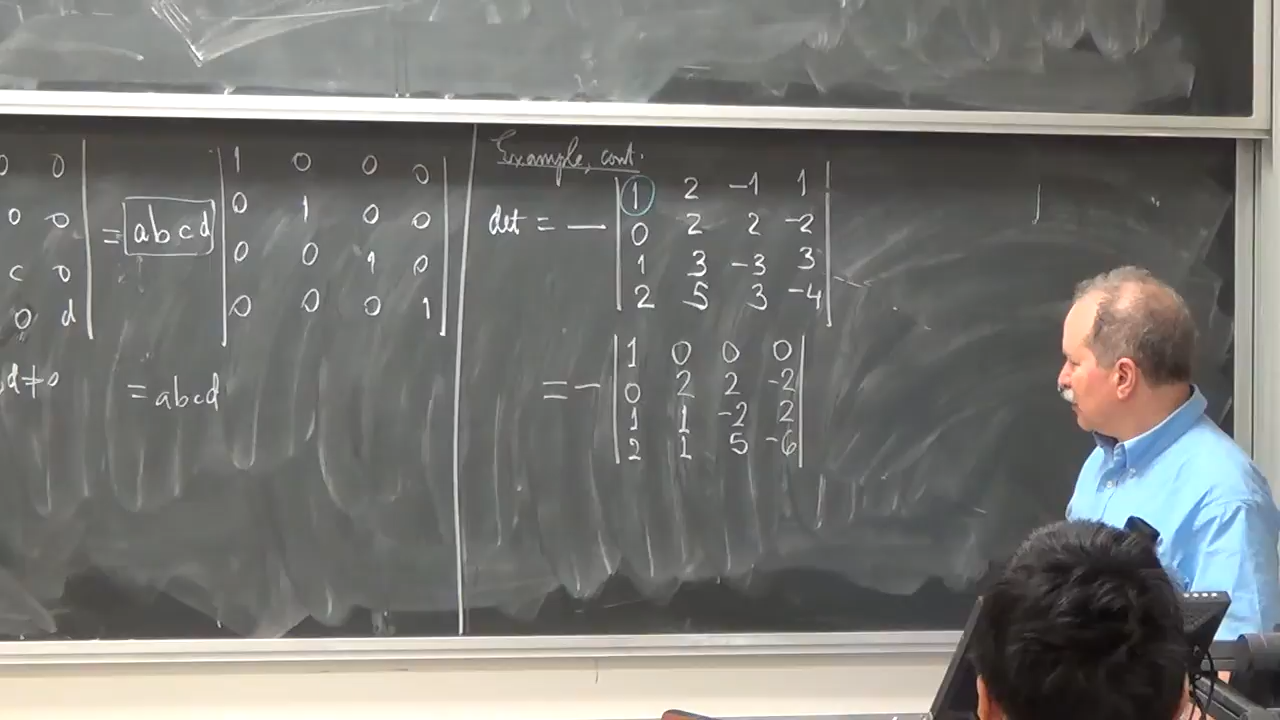 0 0 | = abcd | 1 0 0 0 |
0 0 | 0 1 0 0 |
c 0 | 0 0 1 0 |
0 d | 0 0 0 1 |
d ≠ 0 = abcd
Example, cont.
det = — | 1 2 -1 1 |
| 0 2 2 -2 |
| 1 3 -3 3 |
| 2 5 3 -4 |
= - | 1 0 0 0 |
| 0 2 2 -2 |
| 1 1 -2 2 |
| 2 1 5 -6 |